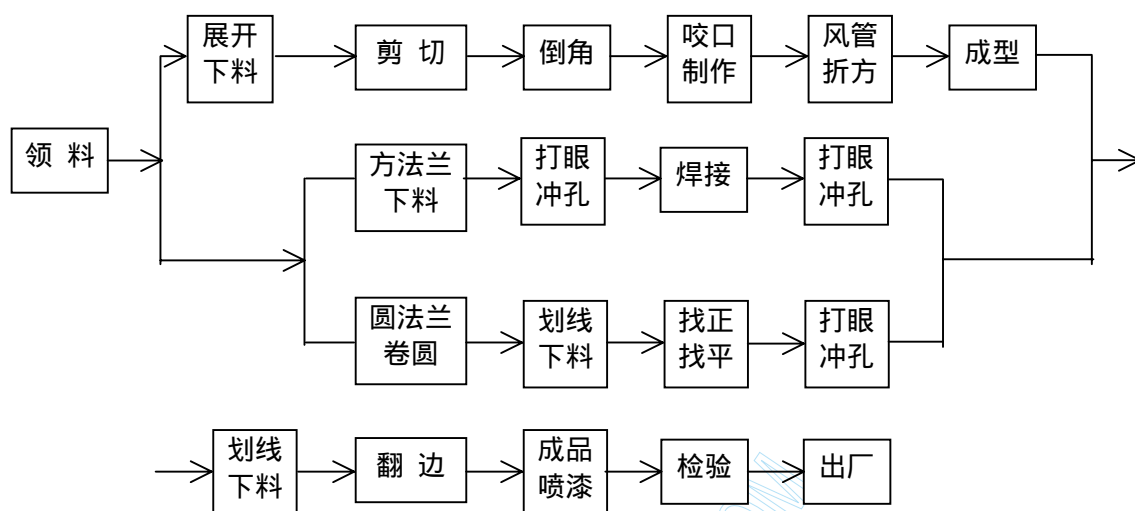 领 料
展开
下料
剪 切
倒角
咬口
制作
风管
折方
成型
方法兰
下料
打眼
冲孔
焊接
打眼
冲孔
圆法兰
卷圆
划线
下料
找正
找平
打眼
冲孔
划线
下料
翻 边
成品
喷漆
检验
出厂